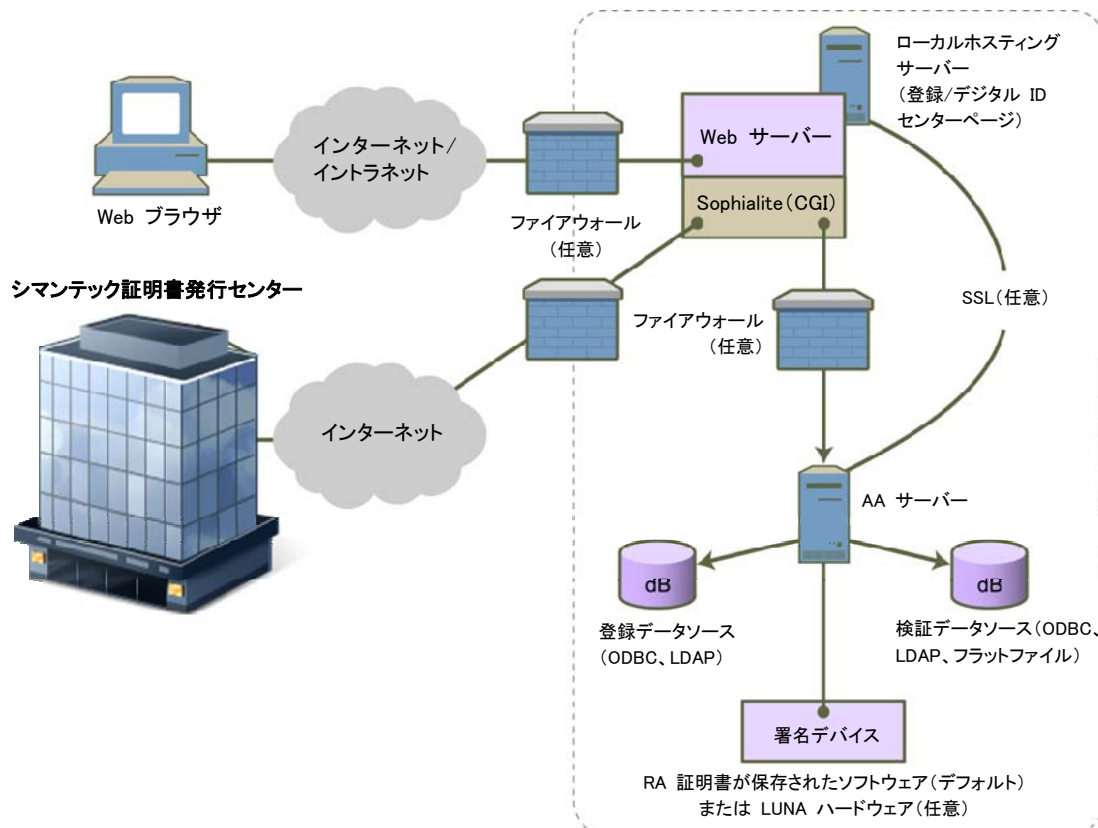 ローカルホスティング
サーバー
(登録/デジタル ID
センターページ)
Web サーバー
Sophialite(CGI)
インターネット/
イントラネット
Web ブラウザ
ファイアウォール
(任意)
シマンテック証明書発行センター
ファイアウォール
(任意)
SSL(任意)
インターネット
AA サーバー
dB
dB
登録データソース
(ODBC、LDAP)
検証データソース(ODBC、
LDAP、フラットファイル)
署名デバイス
RA 証明書が保存されたソフトウェア(デフォルト)
または LUNA ハードウェア(任意)